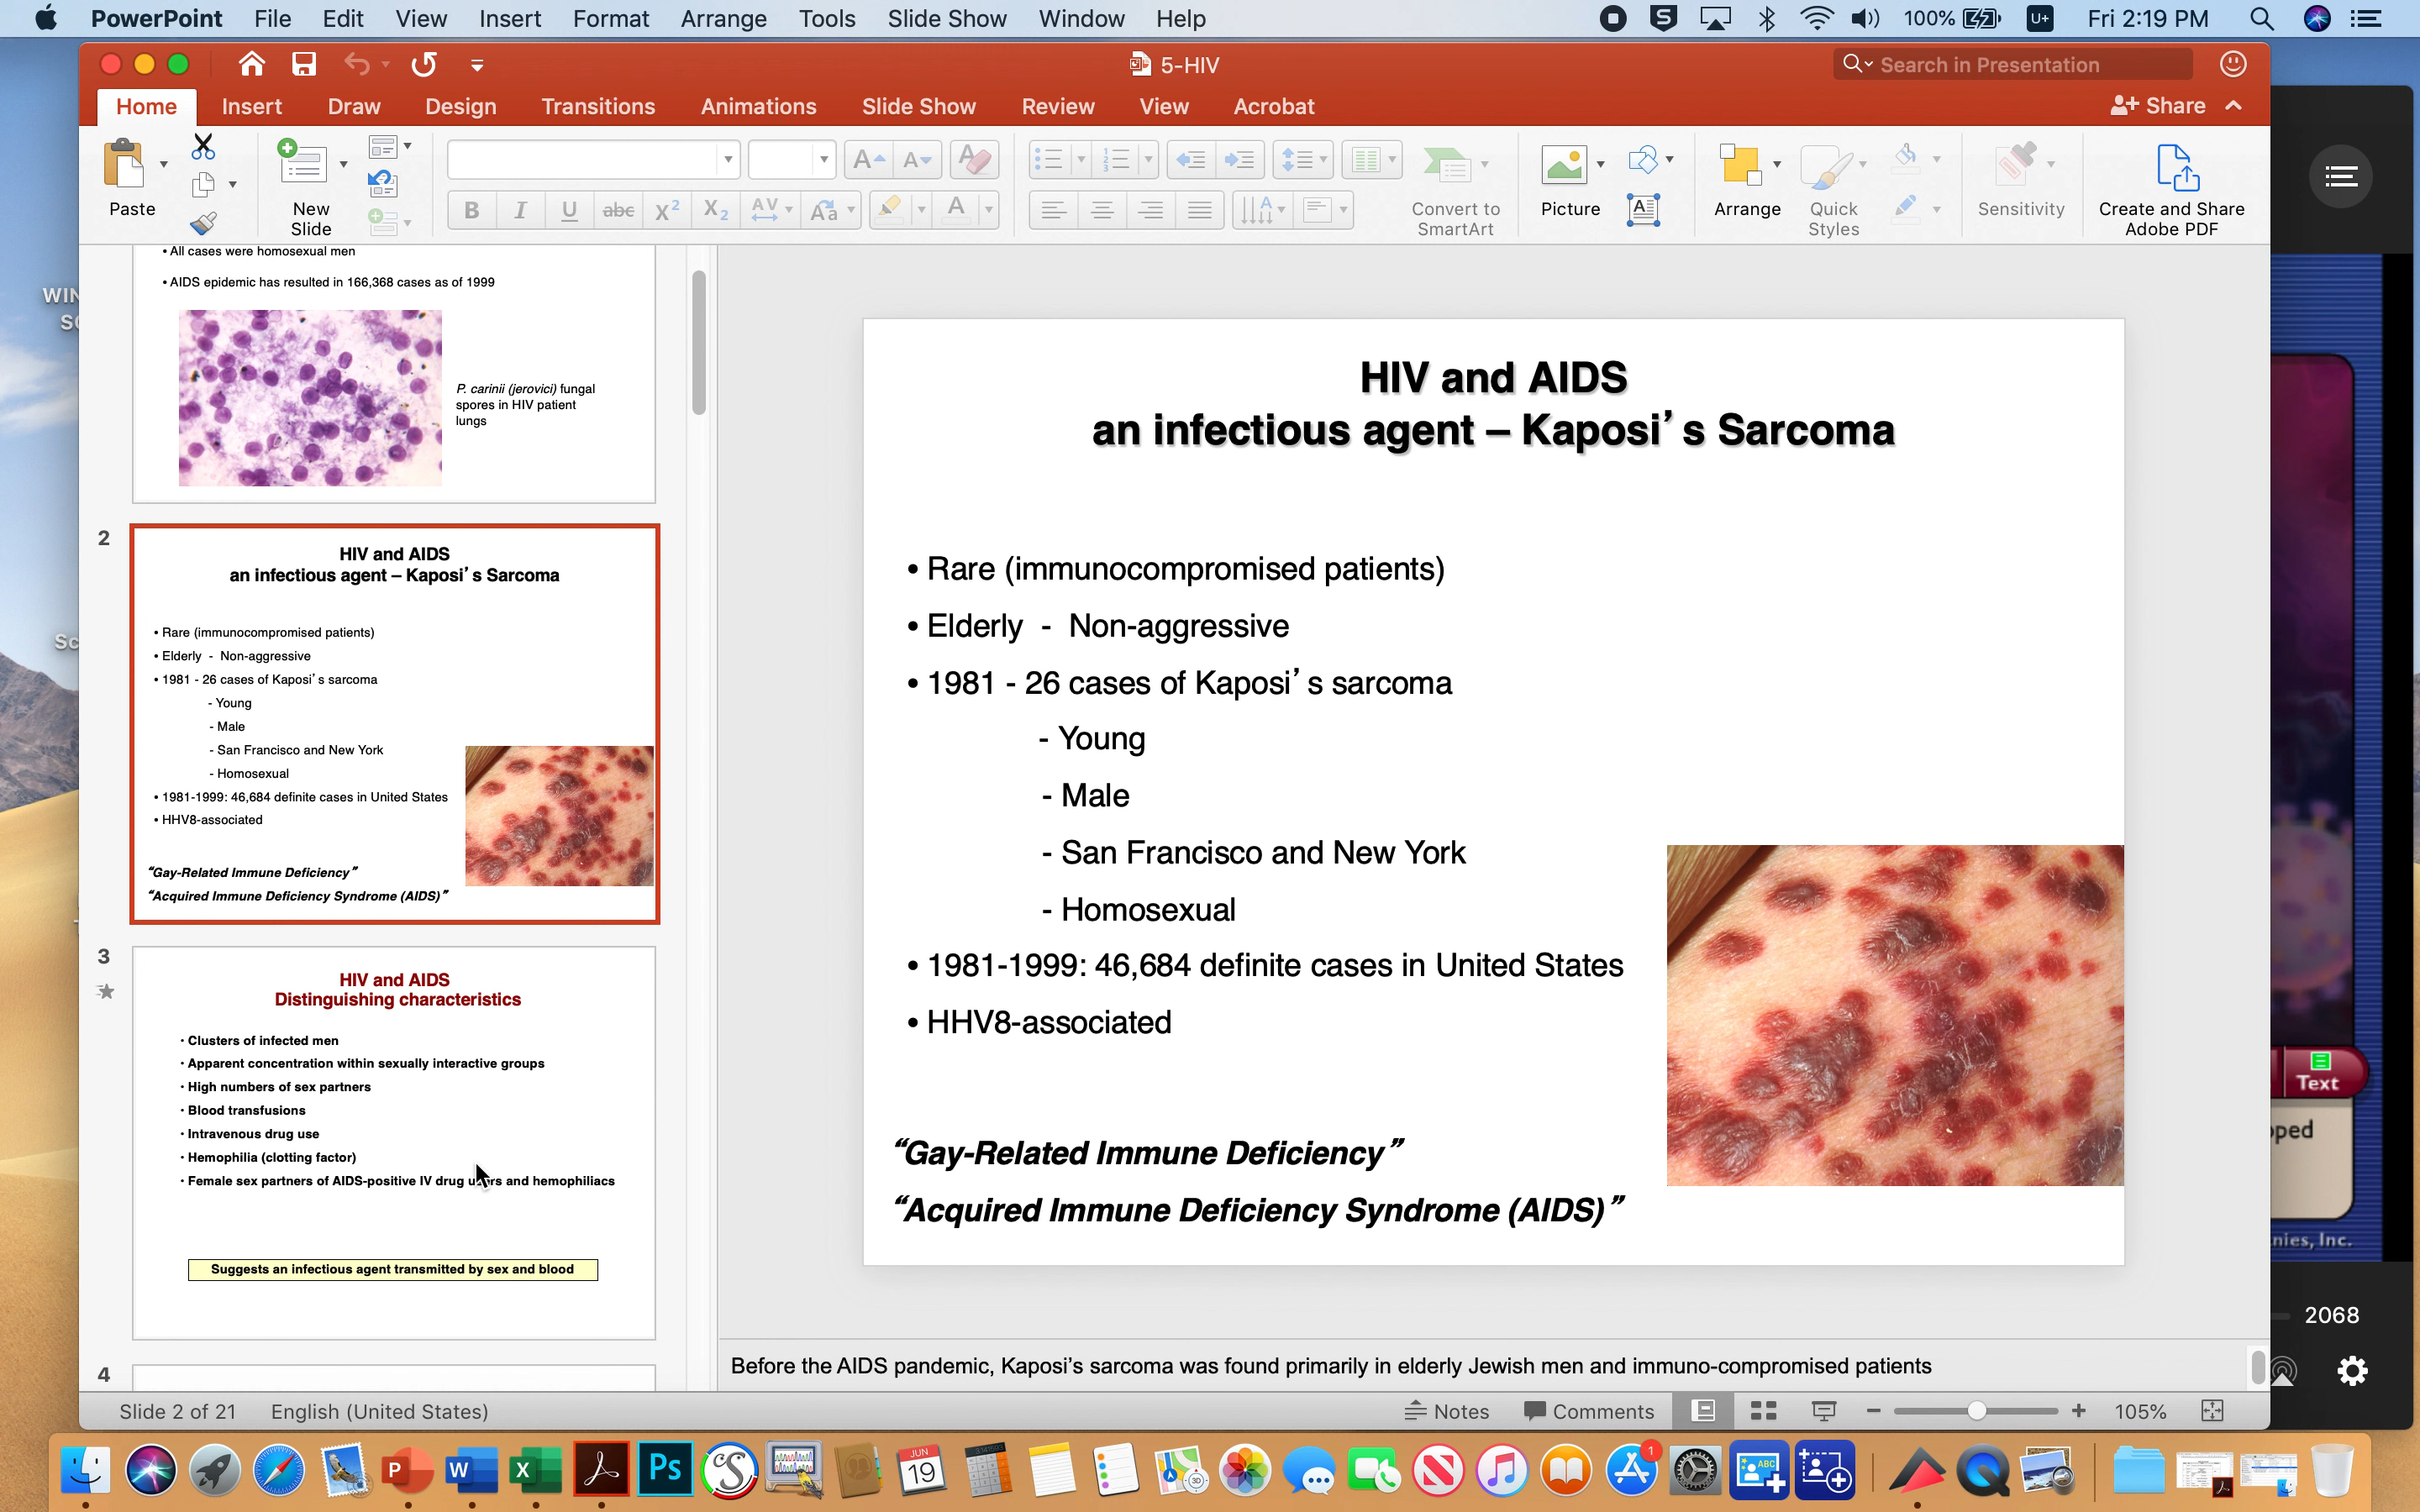 PowerPoint File Edit View Insert Format Arrange Tools Slide Show Window Help 100% U+ Fri 2:19 PM
5-HIV
Search in Presentation
Home Insert Draw Design Transitions Animations Slide Show Review View Acrobat Share
Paste
New
Slide
Convert to
SmartArt
Picture
Arrange
Quick
Styles
Sensitivity
Create and Share
Adobe PDF
• All cases were homosexual men
• AIDS epidemic has resulted in 166,368 cases as of 1999
P. carinii (jerovici) fungal
spores in HIV patient
lungs
2
HIV and AIDS
an infectious agent – Kaposi’s Sarcoma
• Rare (immunocompromised patients)
• Elderly - Non-aggressive
• 1981 - 26 cases of Kaposi’s sarcoma
- Young
- Male
- San Francisco and New York
- Homosexual
• 1981-1999: 46,684 definite cases in United States
• HHV8-associated
“Gay-Related Immune Deficiency”
“Acquired Immune Deficiency Syndrome (AIDS)”
3
HIV and AIDS
Distinguishing characteristics
• Clusters of infected men
• Apparent concentration within sexually interactive groups
• High numbers of sex partners
• Blood transfusions
• Intravenous drug use
• Hemophilia (clotting factor)
• Female sex partners of AIDS-positive IV drug users and hemophiliacs
Suggests an infectious agent transmitted by sex and blood
4
HIV and AIDS
an infectious agent – Kaposi’s Sarcoma
• Rare (immunocompromised patients)
• Elderly - Non-aggressive
• 1981 - 26 cases of Kaposi’s sarcoma
- Young
- Male
- San Francisco and New York
- Homosexual
• 1981-1999: 46,684 definite cases in United States
• HHV8-associated
“Gay-Related Immune Deficiency”
“Acquired Immune Deficiency Syndrome (AIDS)”
Before the AIDS pandemic, Kaposi’s sarcoma was found primarily in elderly Jewish men and immuno-compromised patients
Slide 2 of 21 English (United States) Notes Comments 105%
Text
2068
JUN
19